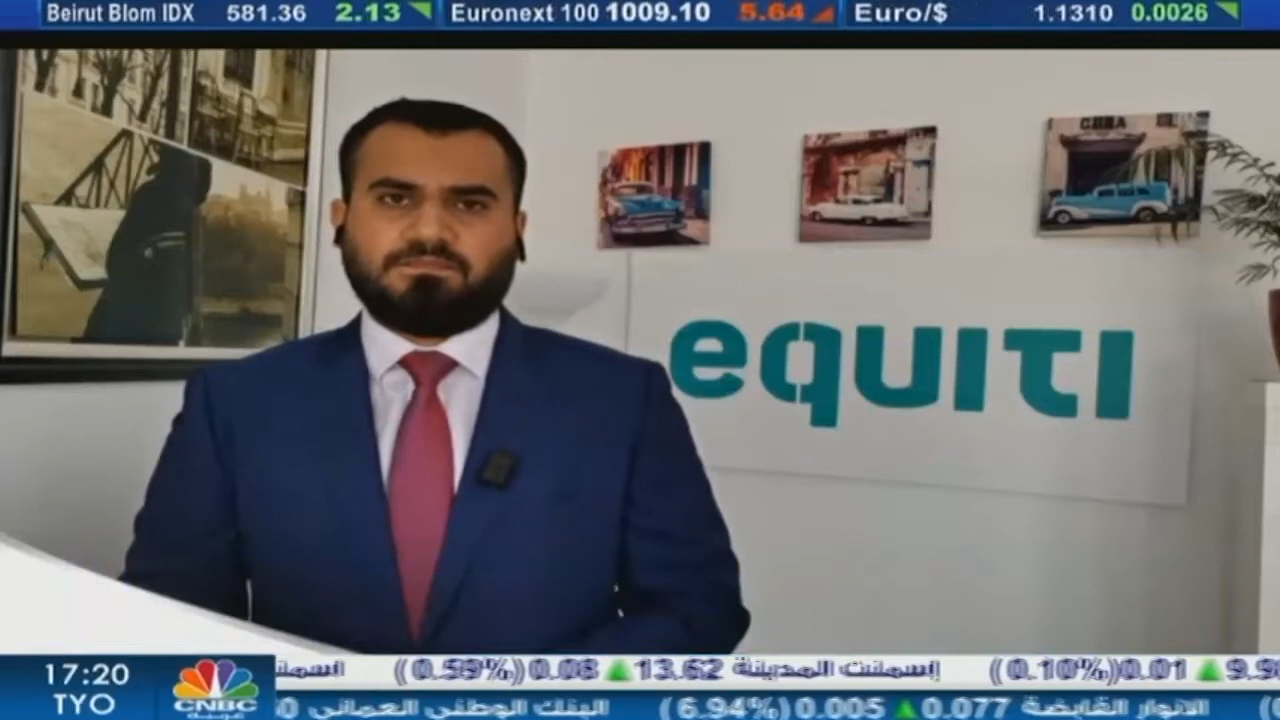 Beirut Blom IDX 581.36 2.13 Euronext 100 1009.10 5.64 Euro/$ 1.1310 0.0026
CUBA
equiti
17:20
TYO
CNBC
عربية
إسمنت المدينة 13.62 0.08 (0.59%)
0.01 (0.10%)
الأنوار القابضة 0.077 0.005 (6.94%) البنك الوطني العماني